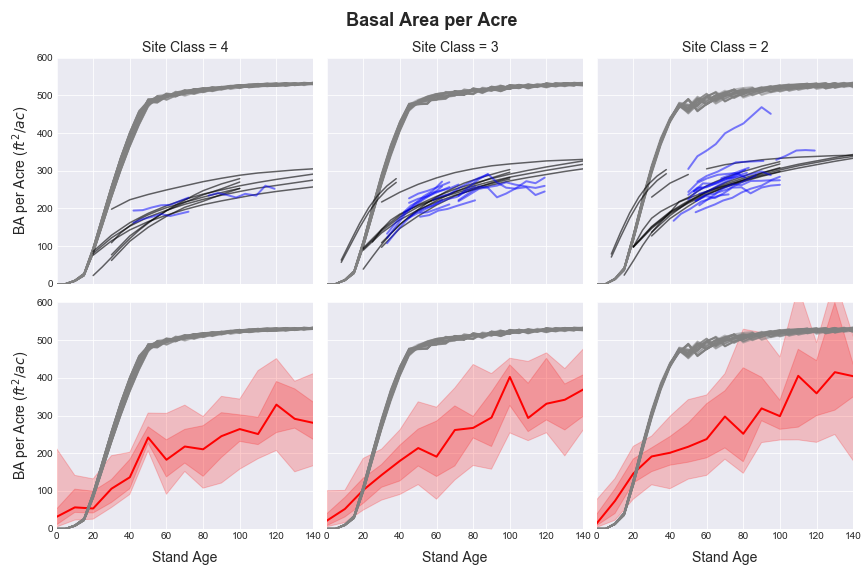 Basal Area per Acre
Site Class = 4
Site Class = 3
Site Class = 2
BA per Acre (ft²/ac)
600
500
400
300
200
100
0
BA per Acre (ft²/ac)
600
500
400
300
200
100
0
0 20 40 60 80 100 120 140
0 20 40 60 80 100 120 140
0 20 40 60 80 100 120 140
Stand Age
Stand Age
Stand Age